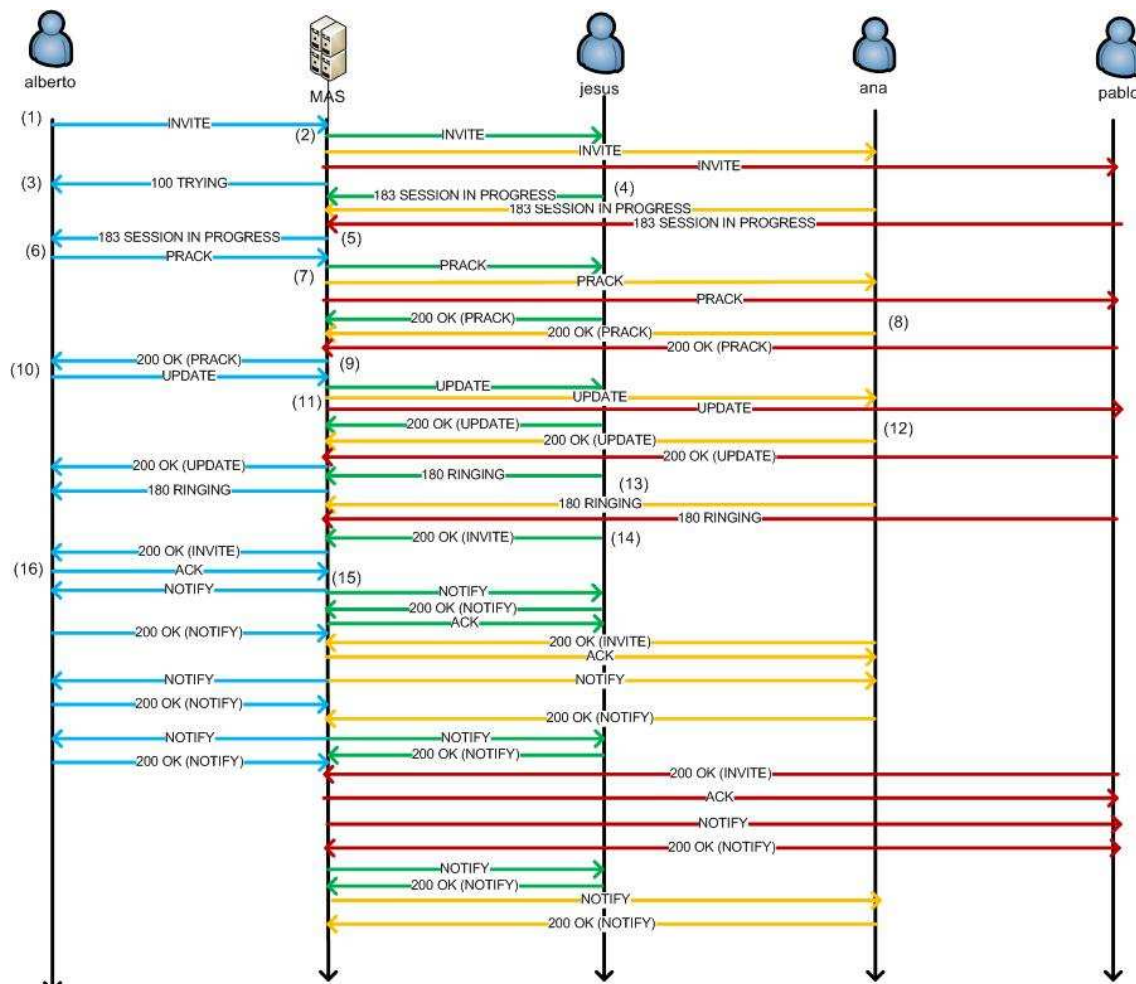 alberto
MAS
jesus
ana
pablo
(1)
INVITE
(2)
INVITE
INVITE
INVITE
(3)
100 TRYING
183 SESSION IN PROGRESS
(4)
183 SESSION IN PROGRESS
183 SESSION IN PROGRESS
183 SESSION IN PROGRESS
(5)
(6)
PRACK
(7)
PRACK
PRACK
PRACK
200 OK (PRACK)
(8)
200 OK (PRACK)
200 OK (PRACK)
200 OK (PRACK)
(9)
(10)
UPDATE
UPDATE
UPDATE
(11)
UPDATE
200 OK (UPDATE)
(12)
200 OK (UPDATE)
200 OK (UPDATE)
200 OK (UPDATE)
180 RINGING
(13)
180 RINGING
180 RINGING
180 RINGING
200 OK (INVITE)
(14)
200 OK (INVITE)
(16)
ACK
(15)
NOTIFY
NOTIFY
200 OK (NOTIFY)
ACK
200 OK (NOTIFY)
200 OK (INVITE)
ACK
NOTIFY
NOTIFY
200 OK (NOTIFY)
200 OK (NOTIFY)
NOTIFY
NOTIFY
200 OK (NOTIFY)
200 OK (NOTIFY)
200 OK (INVITE)
ACK
NOTIFY
200 OK (NOTIFY)
NOTIFY
200 OK (NOTIFY)
NOTIFY
200 OK (NOTIFY)